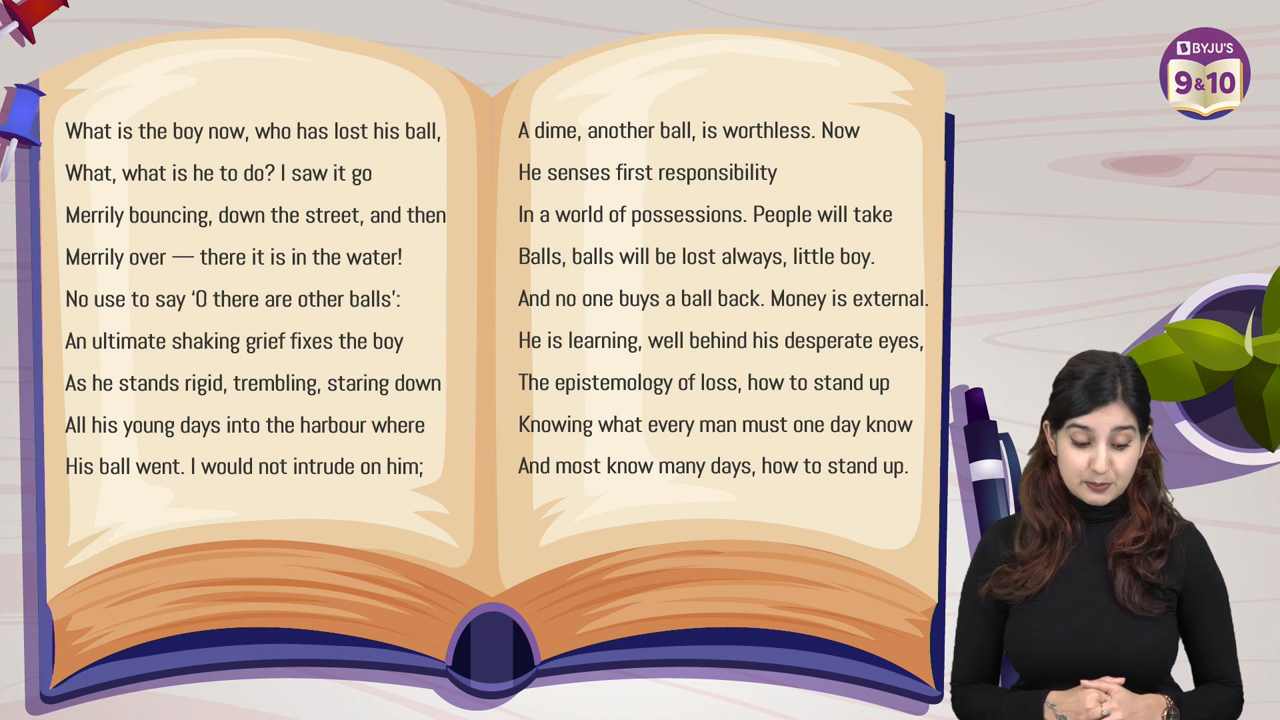 What is the boy now, who has lost his ball,
What, what is he to do? I saw it go
Merrily bouncing, down the street, and then
Merrily over — there it is in the water!
No use to say ‘O there are other balls’:
An ultimate shaking grief fixes the boy
As he stands rigid, trembling, staring down
All his young days into the harbour where
His ball went. I would not intrude on him;
A dime, another ball, is worthless. Now
He senses first responsibility
In a world of possessions. People will take
Balls, balls will be lost always, little boy.
And no one buys a ball back. Money is external.
He is learning, well behind his desperate eyes,
The epistemology of loss, how to stand up
Knowing what every man must one day know
And most know many days, how to stand up.
BYJU'S
9&10